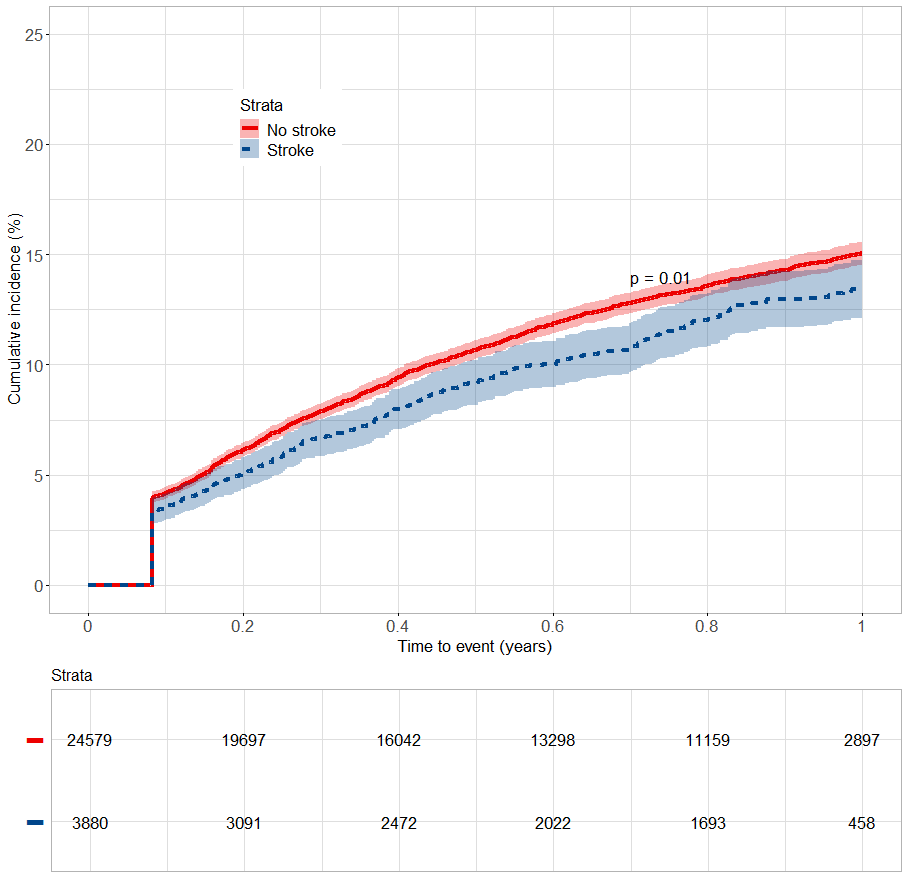 25
20
15
10
5
0
Cumulative incidence (%)
Strata
No stroke
Stroke
p = 0.01
0 0.2 0.4 0.6 0.8 1
Time to event (years)
Strata
24579 19697 16042 13298 11159 2897
3880 3091 2472 2022 1693 458